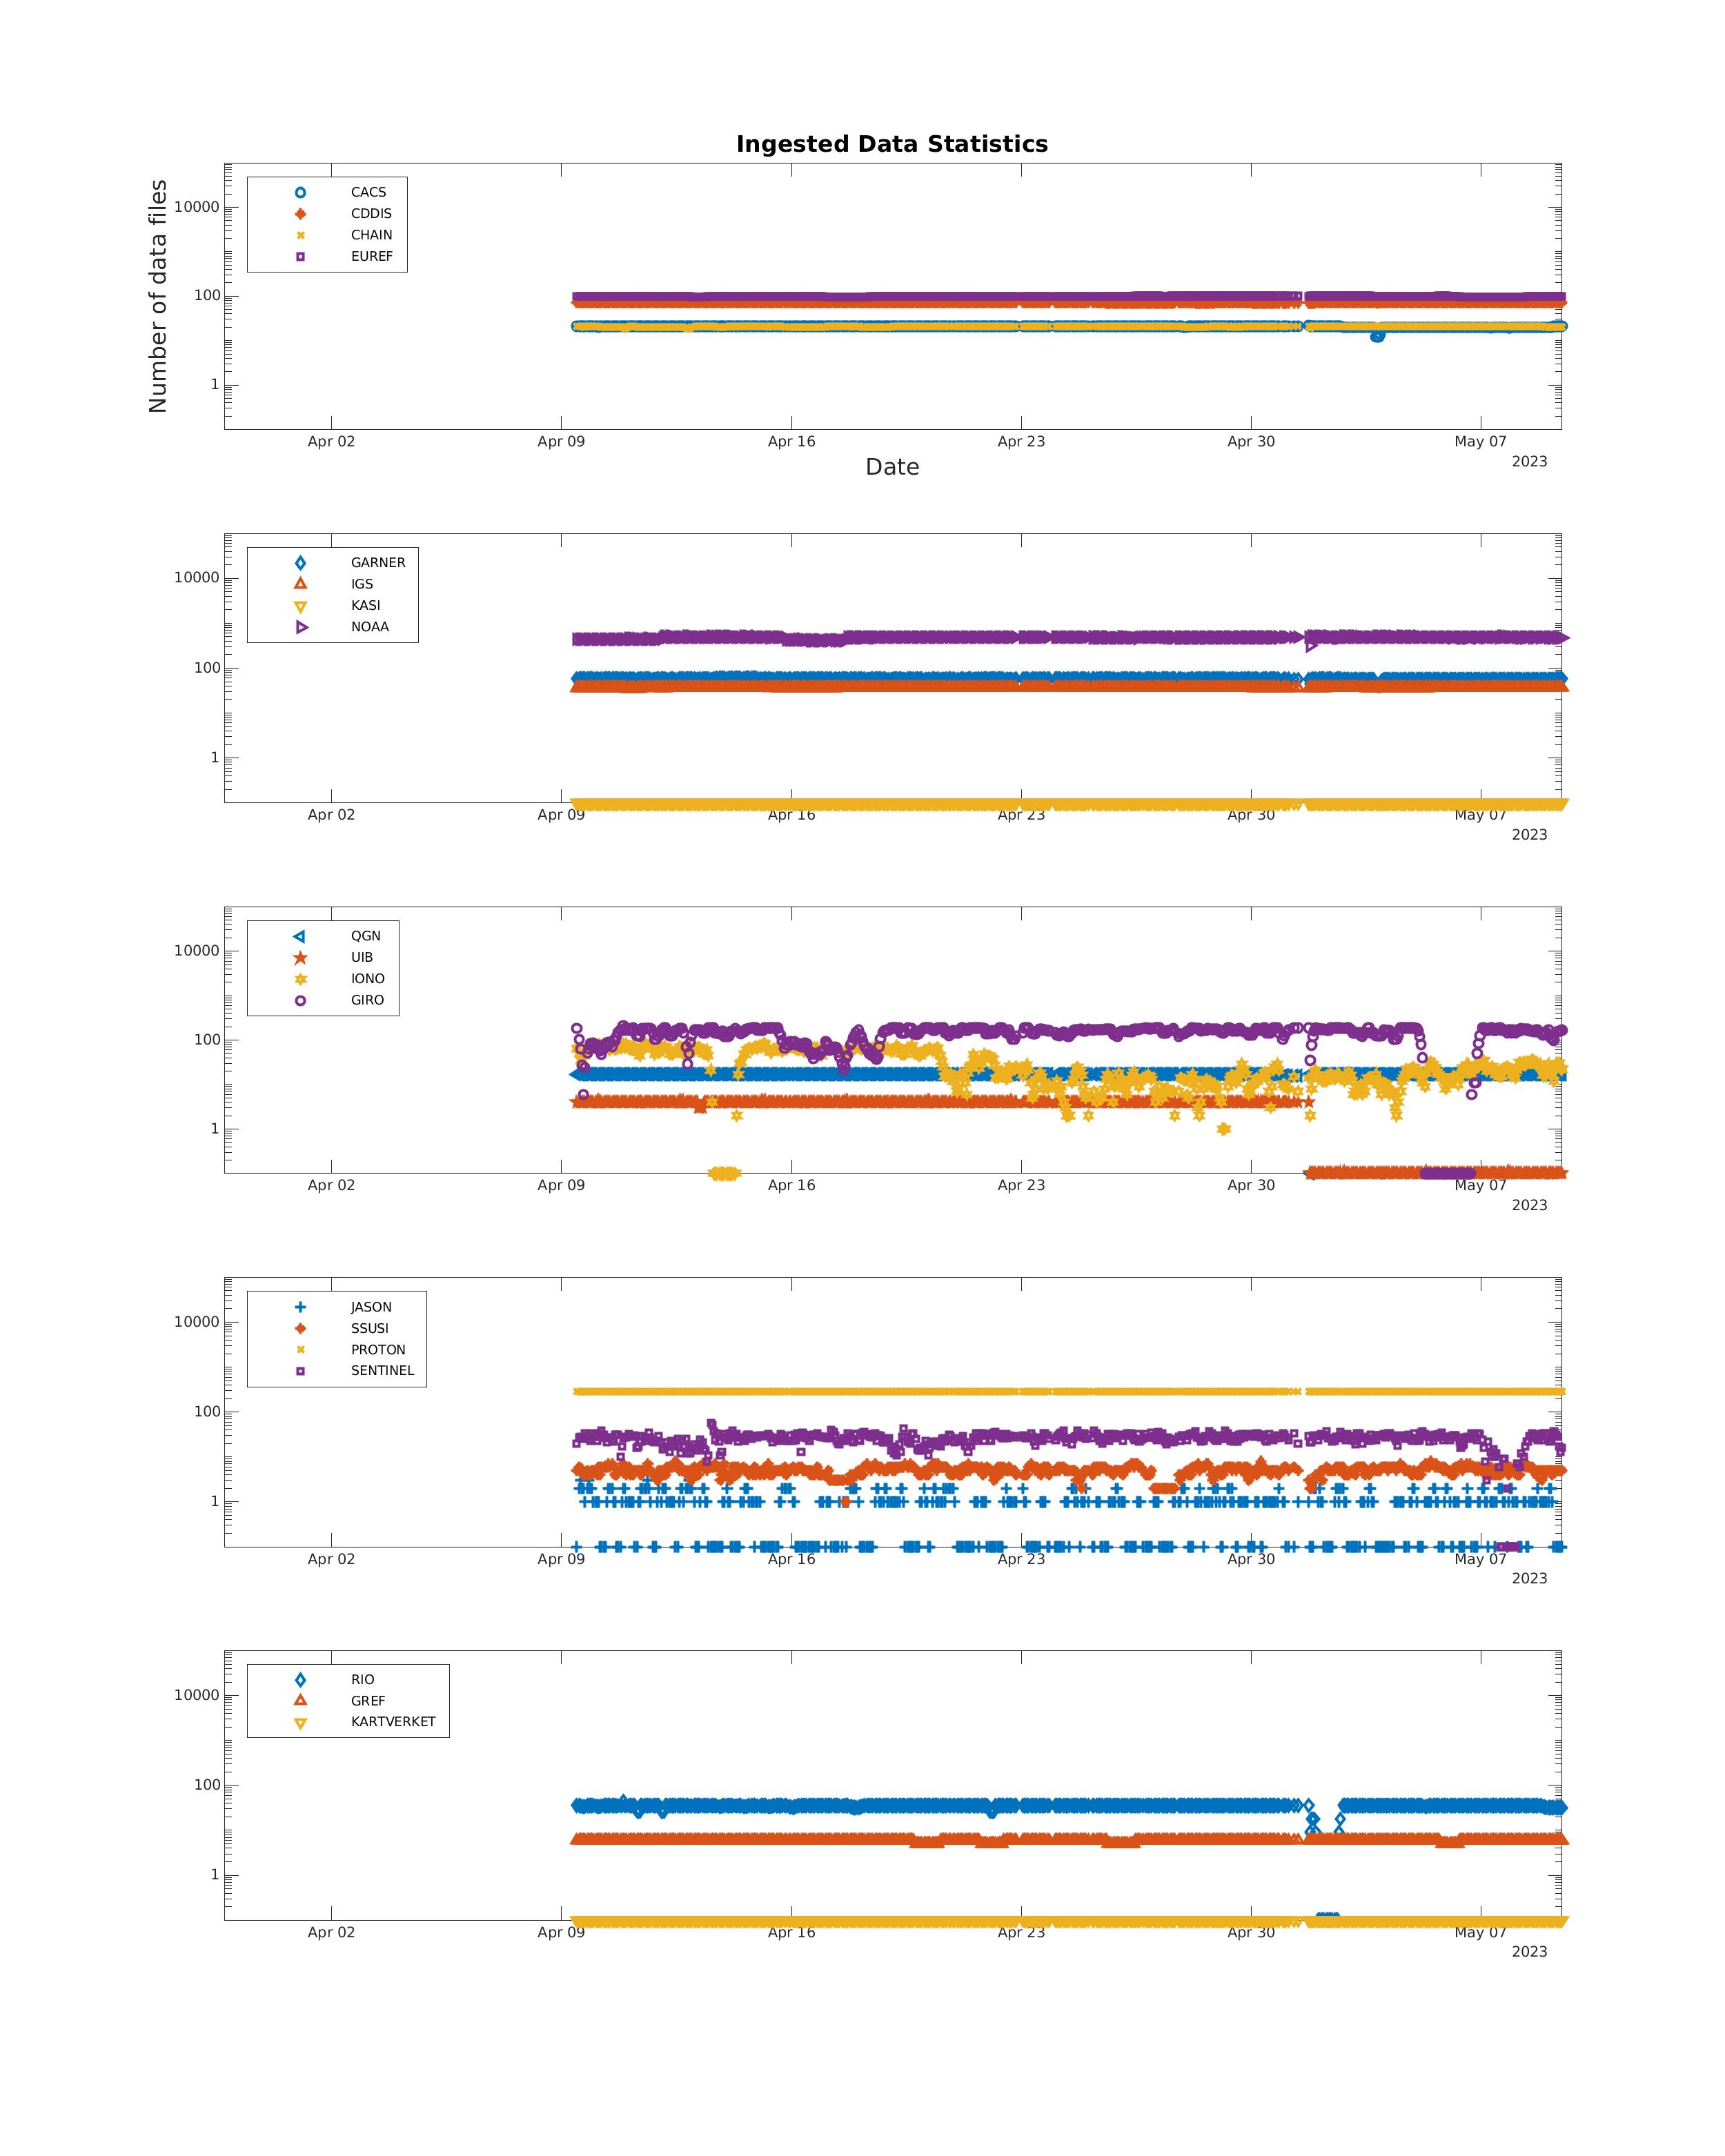 Ingested Data Statistics
Number of data files
10000
100
1
CACS
CDDIS
CHAIN
EUREF
Apr 02 Apr 09 Apr 16 Apr 23 Apr 30 May 07
2023
Date
10000
100
1
GARNER
IGS
KASI
NOAA
Apr 02 Apr 09 Apr 16 Apr 23 Apr 30 May 07
2023
10000
100
1
QGN
UIB
IONO
GIRO
Apr 02 Apr 09 Apr 16 Apr 23 Apr 30 May 07
2023
10000
100
1
JASON
SSUSI
PROTON
SENTINEL
Apr 02 Apr 09 Apr 16 Apr 23 Apr 30 May 07
2023
10000
100
1
RIO
GREF
KARTVERKET
Apr 02 Apr 09 Apr 16 Apr 23 Apr 30 May 07
2023